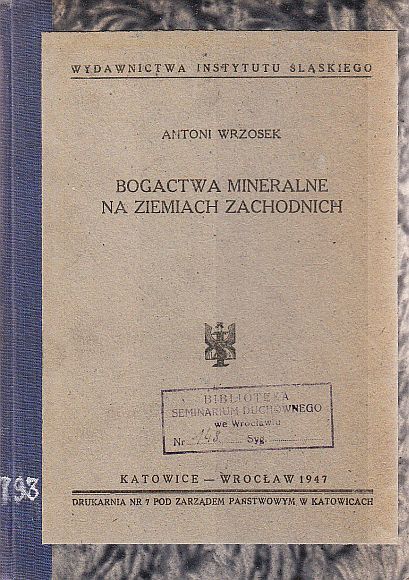 WYDAWNICTWA INSTYTUTU ŚLĄSKIEGO
ANTONI WRZOSEK
BOGACTWA MINERALNE
NA ZIEMIACH ZACHODNICH
BIBLIOTEKA
SEMINARIUM DUCHOWNEGO
we Wrocławiu
Nr 148 Syg.
KATOWICE — WROCŁAW 1947
DRUKARNIA NR 7 POD ZARZĄDEM PAŃSTWOWYM W KATOWICACH
798